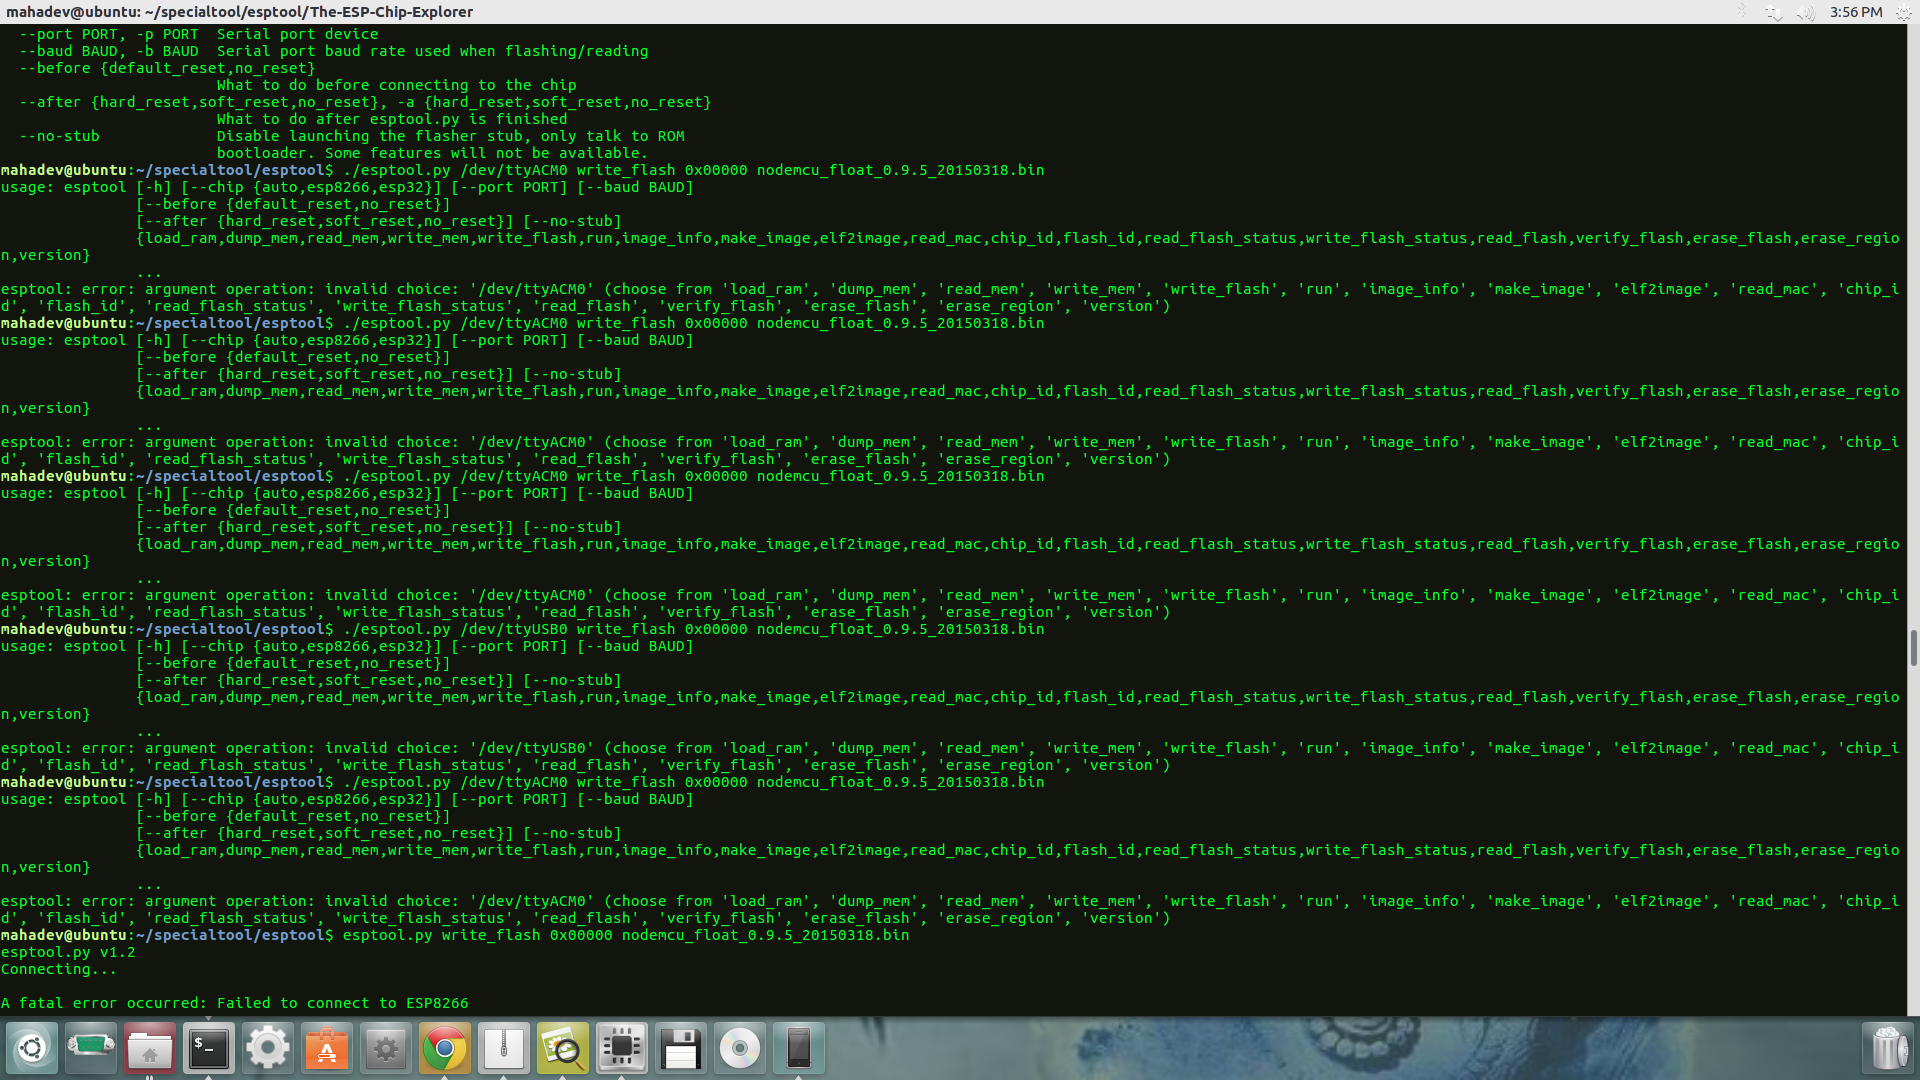 mahadev@ubuntu: ~/specialtool/esptool/The-ESP-Chip-Explorer
3:56 PM
--port PORT, -p PORT  Serial port device
--baud BAUD, -b BAUD  Serial port baud rate used when flashing/reading
--before {default_reset,no_reset}
What to do before connecting to the chip
--after {hard_reset,soft_reset,no_reset}, -a {hard_reset,soft_reset,no_reset}
What to do after esptool.py is finished
--no-stub             Disable launching the flasher stub, only talk to ROM
bootloader. Some features will not be available.
mahadev@ubuntu:~/specialtool/esptool$ ./esptool.py /dev/ttyACM0 write_flash 0x00000 nodemcu_float_0.9.5_20150318.bin
usage: esptool [-h] [--chip {auto,esp8266,esp32}] [--port PORT] [--baud BAUD]
[--before {default_reset,no_reset}]
[--after {hard_reset,soft_reset,no_reset}] [--no-stub]
{load_ram,dump_mem,read_mem,write_mem,write_flash,run,image_info,make_image,elf2image,read_mac,chip_id,flash_id,read_flash_status,write_flash_status,read_flash,verify_flash,erase_flash,erase_regio
n,version}
...
esptool: error: argument operation: invalid choice: '/dev/ttyACM0' (choose from 'load_ram', 'dump_mem', 'read_mem', 'write_mem', 'write_flash', 'run', 'image_info', 'make_image', 'elf2image', 'read_mac', 'chip_i
d', 'flash_id', 'read_flash_status', 'write_flash_status', 'read_flash', 'verify_flash', 'erase_flash', 'erase_region', 'version')
mahadev@ubuntu:~/specialtool/esptool$ ./esptool.py /dev/ttyACM0 write_flash 0x00000 nodemcu_float_0.9.5_20150318.bin
usage: esptool [-h] [--chip {auto,esp8266,esp32}] [--port PORT] [--baud BAUD]
[--before {default_reset,no_reset}]
[--after {hard_reset,soft_reset,no_reset}] [--no-stub]
{load_ram,dump_mem,read_mem,write_mem,write_flash,run,image_info,make_image,elf2image,read_mac,chip_id,flash_id,read_flash_status,write_flash_status,read_flash,verify_flash,erase_flash,erase_regio
n,version}
...
esptool: error: argument operation: invalid choice: '/dev/ttyACM0' (choose from 'load_ram', 'dump_mem', 'read_mem', 'write_mem', 'write_flash', 'run', 'image_info', 'make_image', 'elf2image', 'read_mac', 'chip_i
d', 'flash_id', 'read_flash_status', 'write_flash_status', 'read_flash', 'verify_flash', 'erase_flash', 'erase_region', 'version')
mahadev@ubuntu:~/specialtool/esptool$ ./esptool.py /dev/ttyACM0 write_flash 0x00000 nodemcu_float_0.9.5_20150318.bin
usage: esptool [-h] [--chip {auto,esp8266,esp32}] [--port PORT] [--baud BAUD]
[--before {default_reset,no_reset}]
[--after {hard_reset,soft_reset,no_reset}] [--no-stub]
{load_ram,dump_mem,read_mem,write_mem,write_flash,run,image_info,make_image,elf2image,read_mac,chip_id,flash_id,read_flash_status,write_flash_status,read_flash,verify_flash,erase_flash,erase_regio
n,version}
...
esptool: error: argument operation: invalid choice: '/dev/ttyACM0' (choose from 'load_ram', 'dump_mem', 'read_mem', 'write_mem', 'write_flash', 'run', 'image_info', 'make_image', 'elf2image', 'read_mac', 'chip_i
d', 'flash_id', 'read_flash_status', 'write_flash_status', 'read_flash', 'verify_flash', 'erase_flash', 'erase_region', 'version')
mahadev@ubuntu:~/specialtool/esptool$ ./esptool.py /dev/ttyUSB0 write_flash 0x00000 nodemcu_float_0.9.5_20150318.bin
usage: esptool [-h] [--chip {auto,esp8266,esp32}] [--port PORT] [--baud BAUD]
[--before {default_reset,no_reset}]
[--after {hard_reset,soft_reset,no_reset}] [--no-stub]
{load_ram,dump_mem,read_mem,write_mem,write_flash,run,image_info,make_image,elf2image,read_mac,chip_id,flash_id,read_flash_status,write_flash_status,read_flash,verify_flash,erase_flash,erase_regio
n,version}
...
esptool: error: argument operation: invalid choice: '/dev/ttyUSB0' (choose from 'load_ram', 'dump_mem', 'read_mem', 'write_mem', 'write_flash', 'run', 'image_info', 'make_image', 'elf2image', 'read_mac', 'chip_i
d', 'flash_id', 'read_flash_status', 'write_flash_status', 'read_flash', 'verify_flash', 'erase_flash', 'erase_region', 'version')
mahadev@ubuntu:~/specialtool/esptool$ ./esptool.py /dev/ttyACM0 write_flash 0x00000 nodemcu_float_0.9.5_20150318.bin
usage: esptool [-h] [--chip {auto,esp8266,esp32}] [--port PORT] [--baud BAUD]
[--before {default_reset,no_reset}]
[--after {hard_reset,soft_reset,no_reset}] [--no-stub]
{load_ram,dump_mem,read_mem,write_mem,write_flash,run,image_info,make_image,elf2image,read_mac,chip_id,flash_id,read_flash_status,write_flash_status,read_flash,verify_flash,erase_flash,erase_regio
n,version}
...
esptool: error: argument operation: invalid choice: '/dev/ttyACM0' (choose from 'load_ram', 'dump_mem', 'read_mem', 'write_mem', 'write_flash', 'run', 'image_info', 'make_image', 'elf2image', 'read_mac', 'chip_i
d', 'flash_id', 'read_flash_status', 'write_flash_status', 'read_flash', 'verify_flash', 'erase_flash', 'erase_region', 'version')
mahadev@ubuntu:~/specialtool/esptool$ esptool.py write_flash 0x00000 nodemcu_float_0.9.5_20150318.bin
esptool.py v1.2
Connecting...
A fatal error occurred: Failed to connect to ESP8266
$_